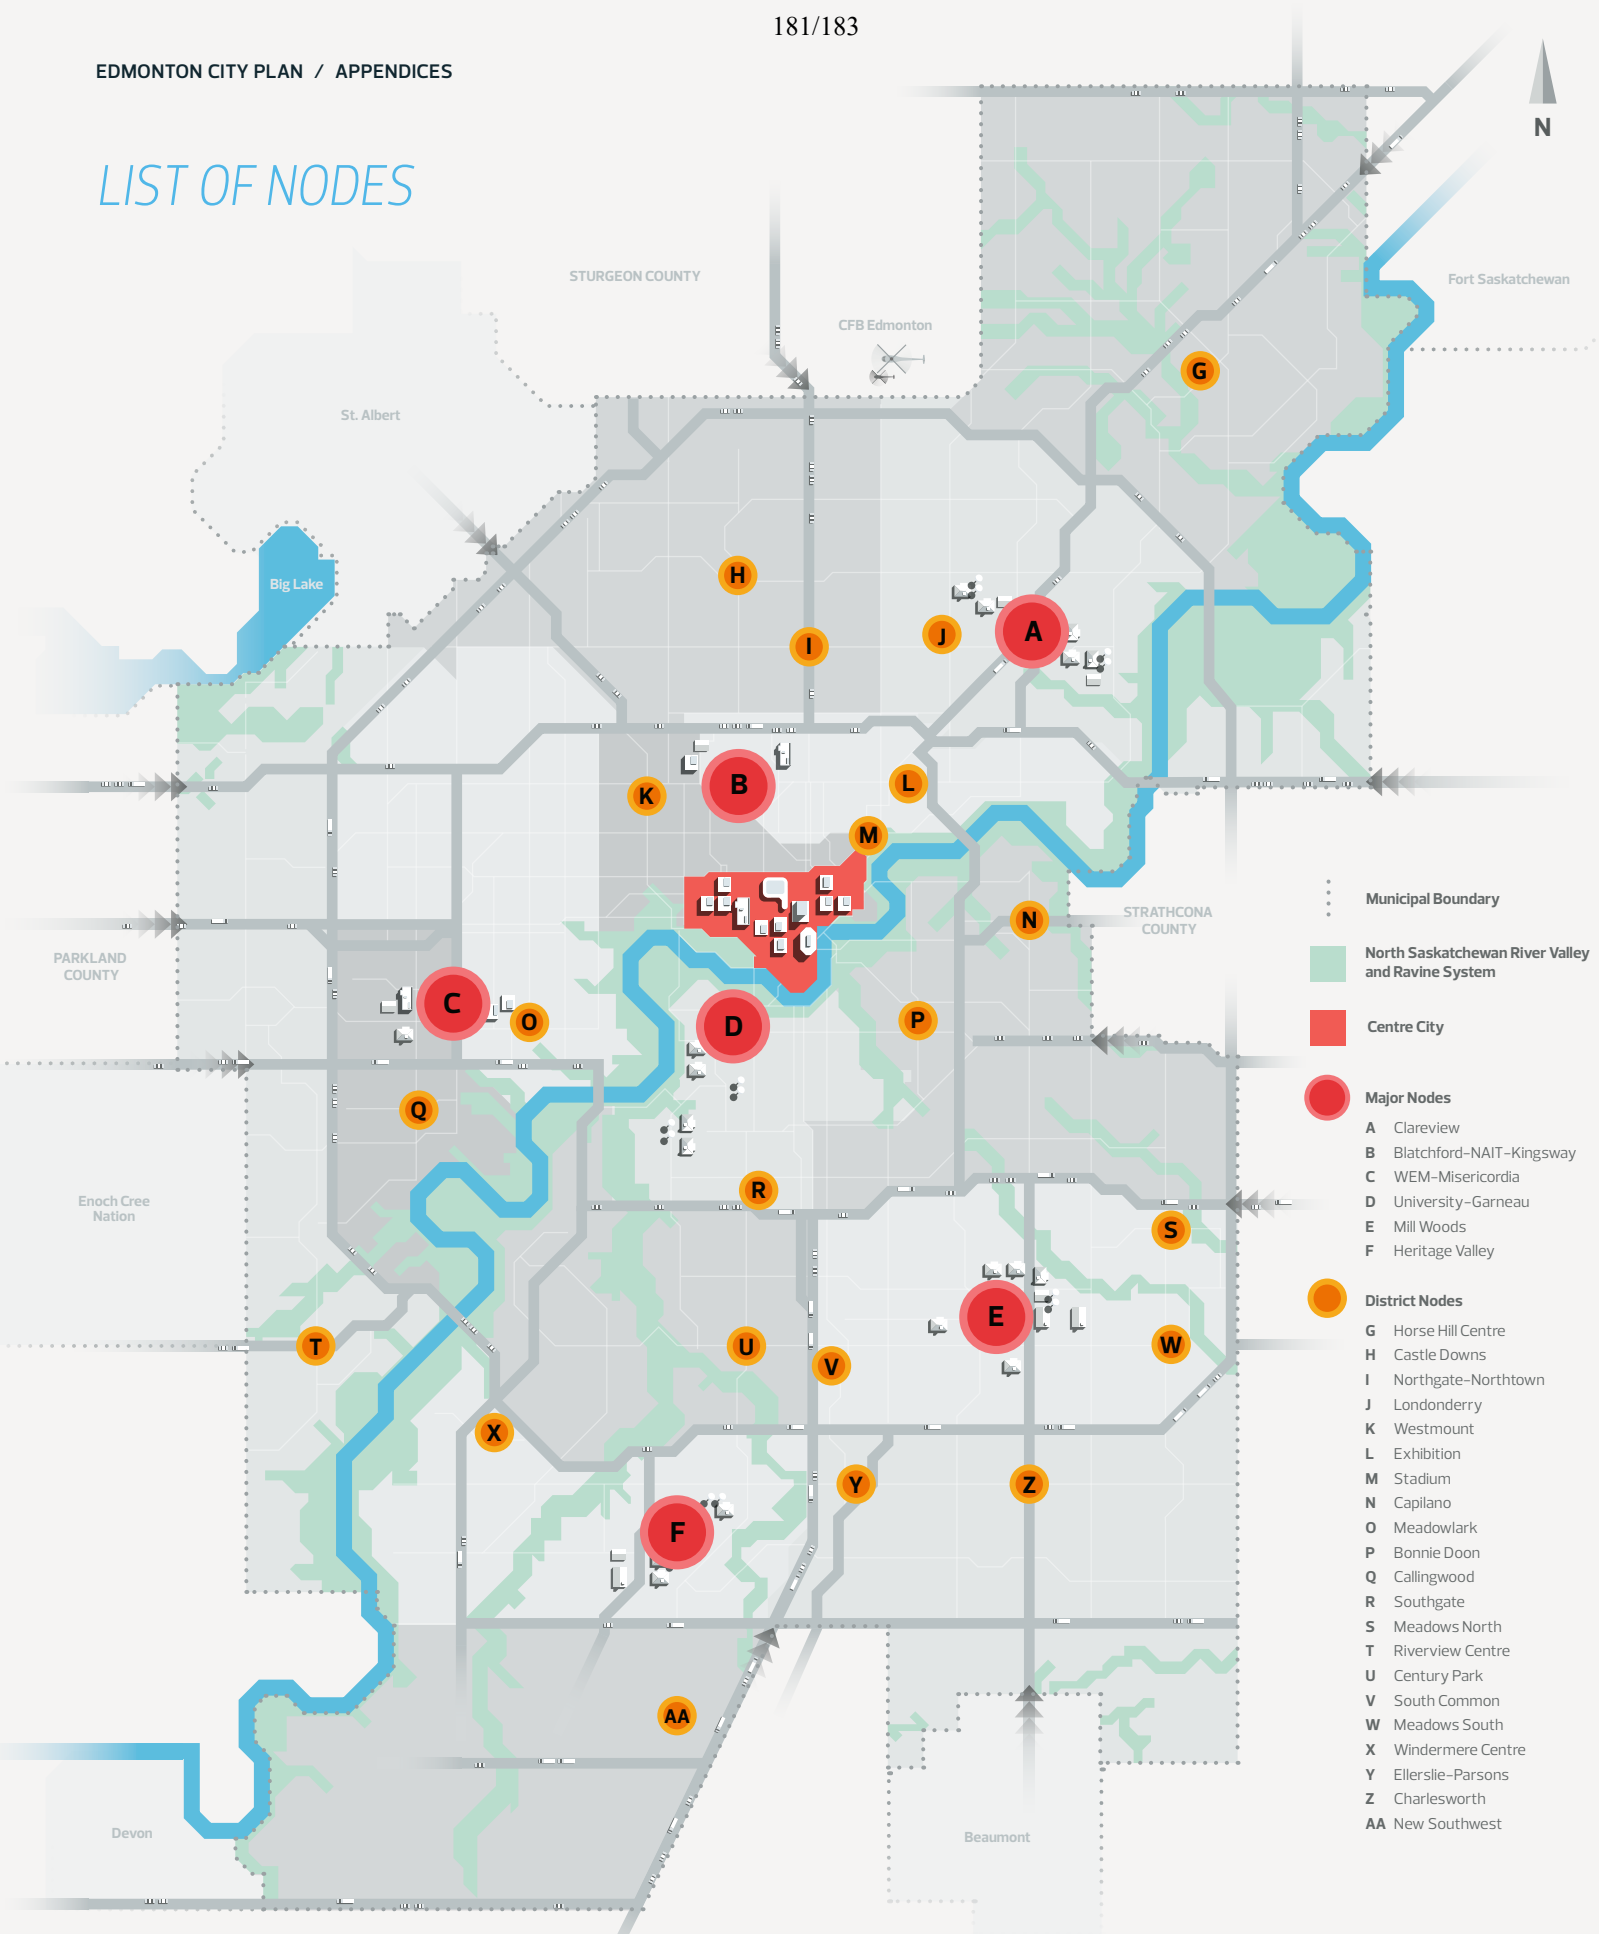 181/183
EDMONTON CITY PLAN / APPENDICES
LIST OF NODES
N
STURGEON COUNTY
Fort Saskatchewan
CFB Edmonton
G
St. Albert
H
Big Lake
A
J
I
B
L
K
M
N
STRATHCONA
COUNTY
PARKLAND
COUNTY
C
O
D
P
Q
Enoch Cree
Nation
R
S
E
T
U
V
W
X
Y
Z
F
AA
Devon
Beaumont
Municipal Boundary
North Saskatchewan River Valley
and Ravine System
Centre City
Major Nodes
A Clareview
B Blatchford-NAIT-Kingsway
C WEM-Misericordia
D University-Garneau
E Mill Woods
F Heritage Valley
District Nodes
G Horse Hill Centre
H Castle Downs
I Northgate-Northtown
J Londonderry
K Westmount
L Exhibition
M Stadium
N Capilano
O Meadowlark
P Bonnie Doon
Q Callingwood
R Southgate
S Meadows North
T Riverview Centre
U Century Park
V South Common
W Meadows South
X Windermere Centre
Y Ellerslie-Parsons
Z Charlesworth
AA New Southwest